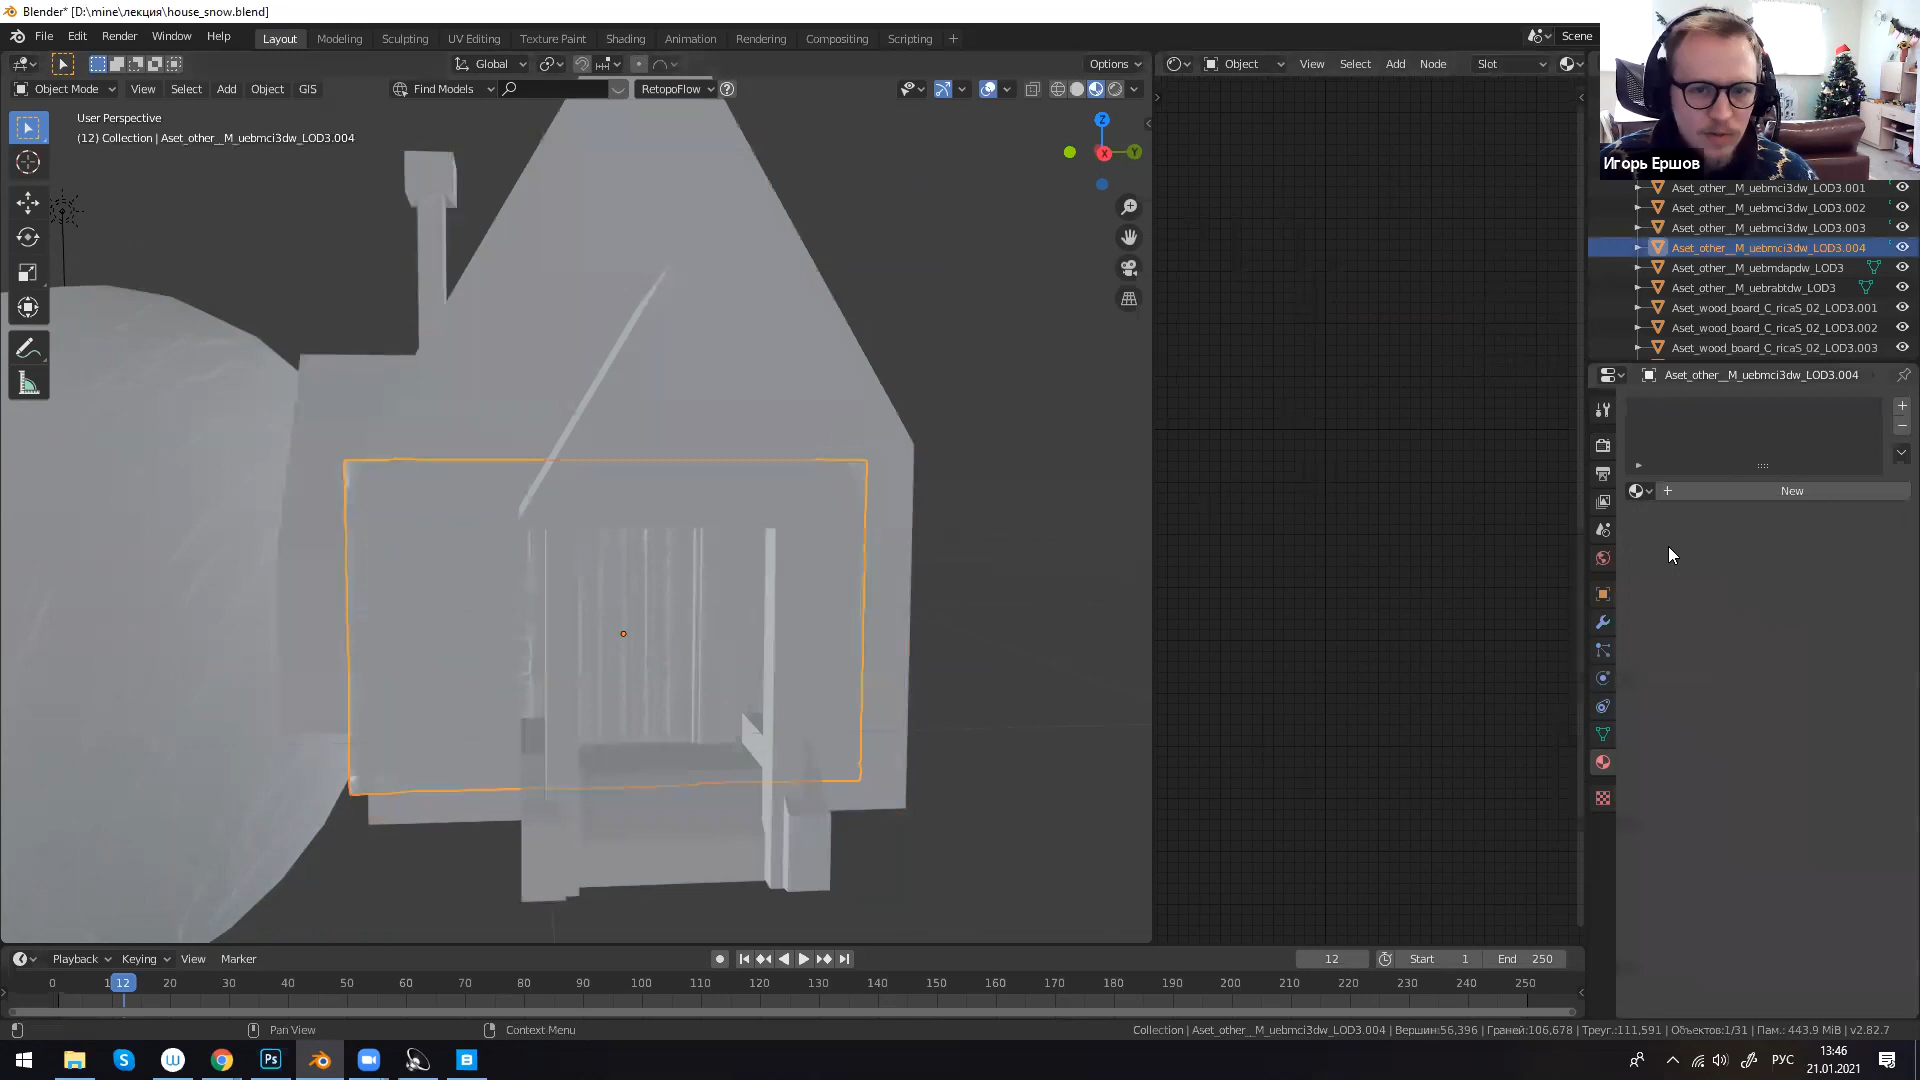 Blender* [D:\mine\лекция\house_snow.blend]
File Edit Render Window Help
Layout Modeling Sculpting UV Editing Texture Paint Shading Animation Rendering Compositing Scripting +
Scene
Global
Options
Object View Select Add Node Slot
Object Mode View Select Add Object GIS
Find Models
RetopoFlow
User Perspective
(12) Collection | Aset_other__M_uebmci3dw_LOD3.004
Z
X
Y
Игорь Ершов
Aset_other__M_uebmci3dw_LOD3.001
Aset_other__M_uebmci3dw_LOD3.002
Aset_other__M_uebmci3dw_LOD3.003
Aset_other__M_uebmci3dw_LOD3.004
Aset_other__M_uebmdapdw_LOD3
Aset_other__M_uebrabtdw_LOD3
Aset_wood_board_C_ricaS_02_LOD3.001
Aset_wood_board_C_ricaS_02_LOD3.002
Aset_wood_board_C_ricaS_02_LOD3.003
Aset_other__M_uebmci3dw_LOD3.004
New
Playback Keying View Marker
12 Start 1 End 250
0 1 12 20 30 40 50 60 70 80 90 100 110 120 130 140 150 160 170 180 190 200 210 220 230 240 250
Pan View Context Menu
Collection | Aset_other__M_uebmci3dw_LOD3.004 | Вершин:56,396 | Граней:106,678 | Треуг.:111,591 | Объектов:1/31 | Пам.: 443.9 MiB | v2.82.7
S W Ps B
РУС
13:46
21.01.2021